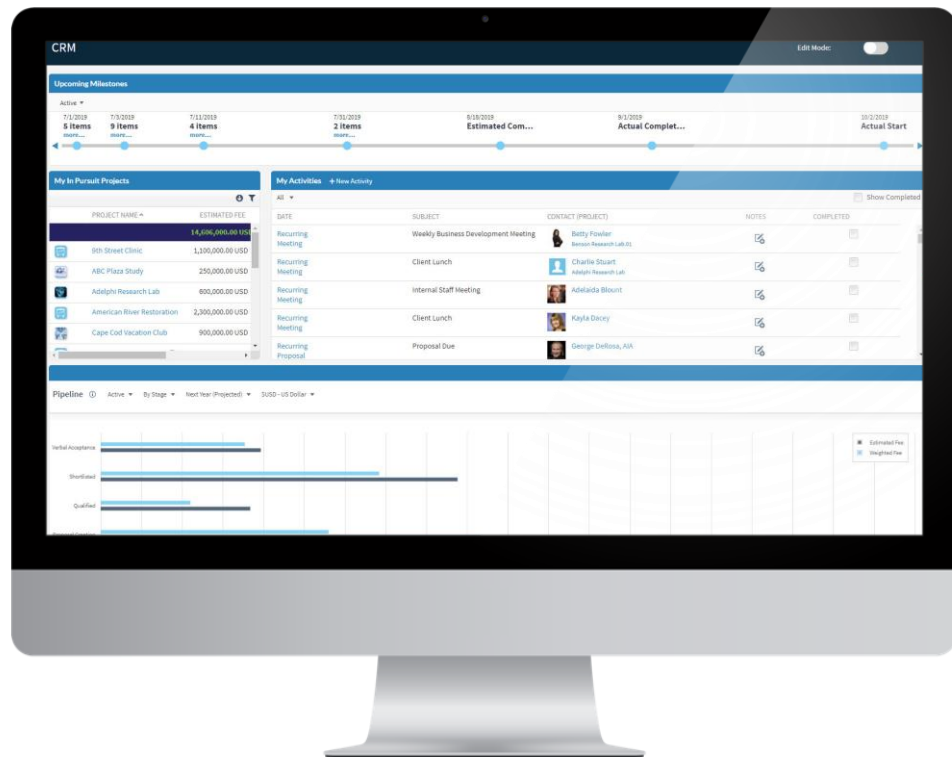 CRM
Edit Mode:
Upcoming Milestones
Active
7/1/2019
5 items
more...
7/3/2019
9 items
more...
7/11/2019
4 items
more...
7/31/2019
2 items
more...
8/18/2019
Estimated Com...
9/1/2019
Actual Complet...
10/2/2019
Actual Start
My In Pursuit Projects
PROJECT NAME
ESTIMATED FEE
14,606,000.00 USD
9th Street Clinic
1,100,000.00 USD
ABC Plaza Study
250,000.00 USD
Adelphi Research Lab
600,000.00 USD
American River Restoration
2,300,000.00 USD
Cape Cod Vacation Club
900,000.00 USD
My Activities
+ New Activity
All
Show Completed
DATE
SUBJECT
CONTACT (PROJECT)
NOTES
COMPLETED
Recurring
Meeting
Weekly Business Development Meeting
Betty Fowler
Benson Research Lab.01
Recurring
Meeting
Client Lunch
Charlie Stuart
Adelphi Research Lab
Recurring
Meeting
Internal Staff Meeting
Adelaida Blount
Recurring
Meeting
Client Lunch
Kayla Dacey
Recurring
Proposal
Proposal Due
George DeRosa, AIA
Pipeline
Active
By Stage
Next Year (Projected)
$USD - US Dollar
Verbal Acceptance
Shortlisted
Qualified
Estimated Fee
Weighted Fee